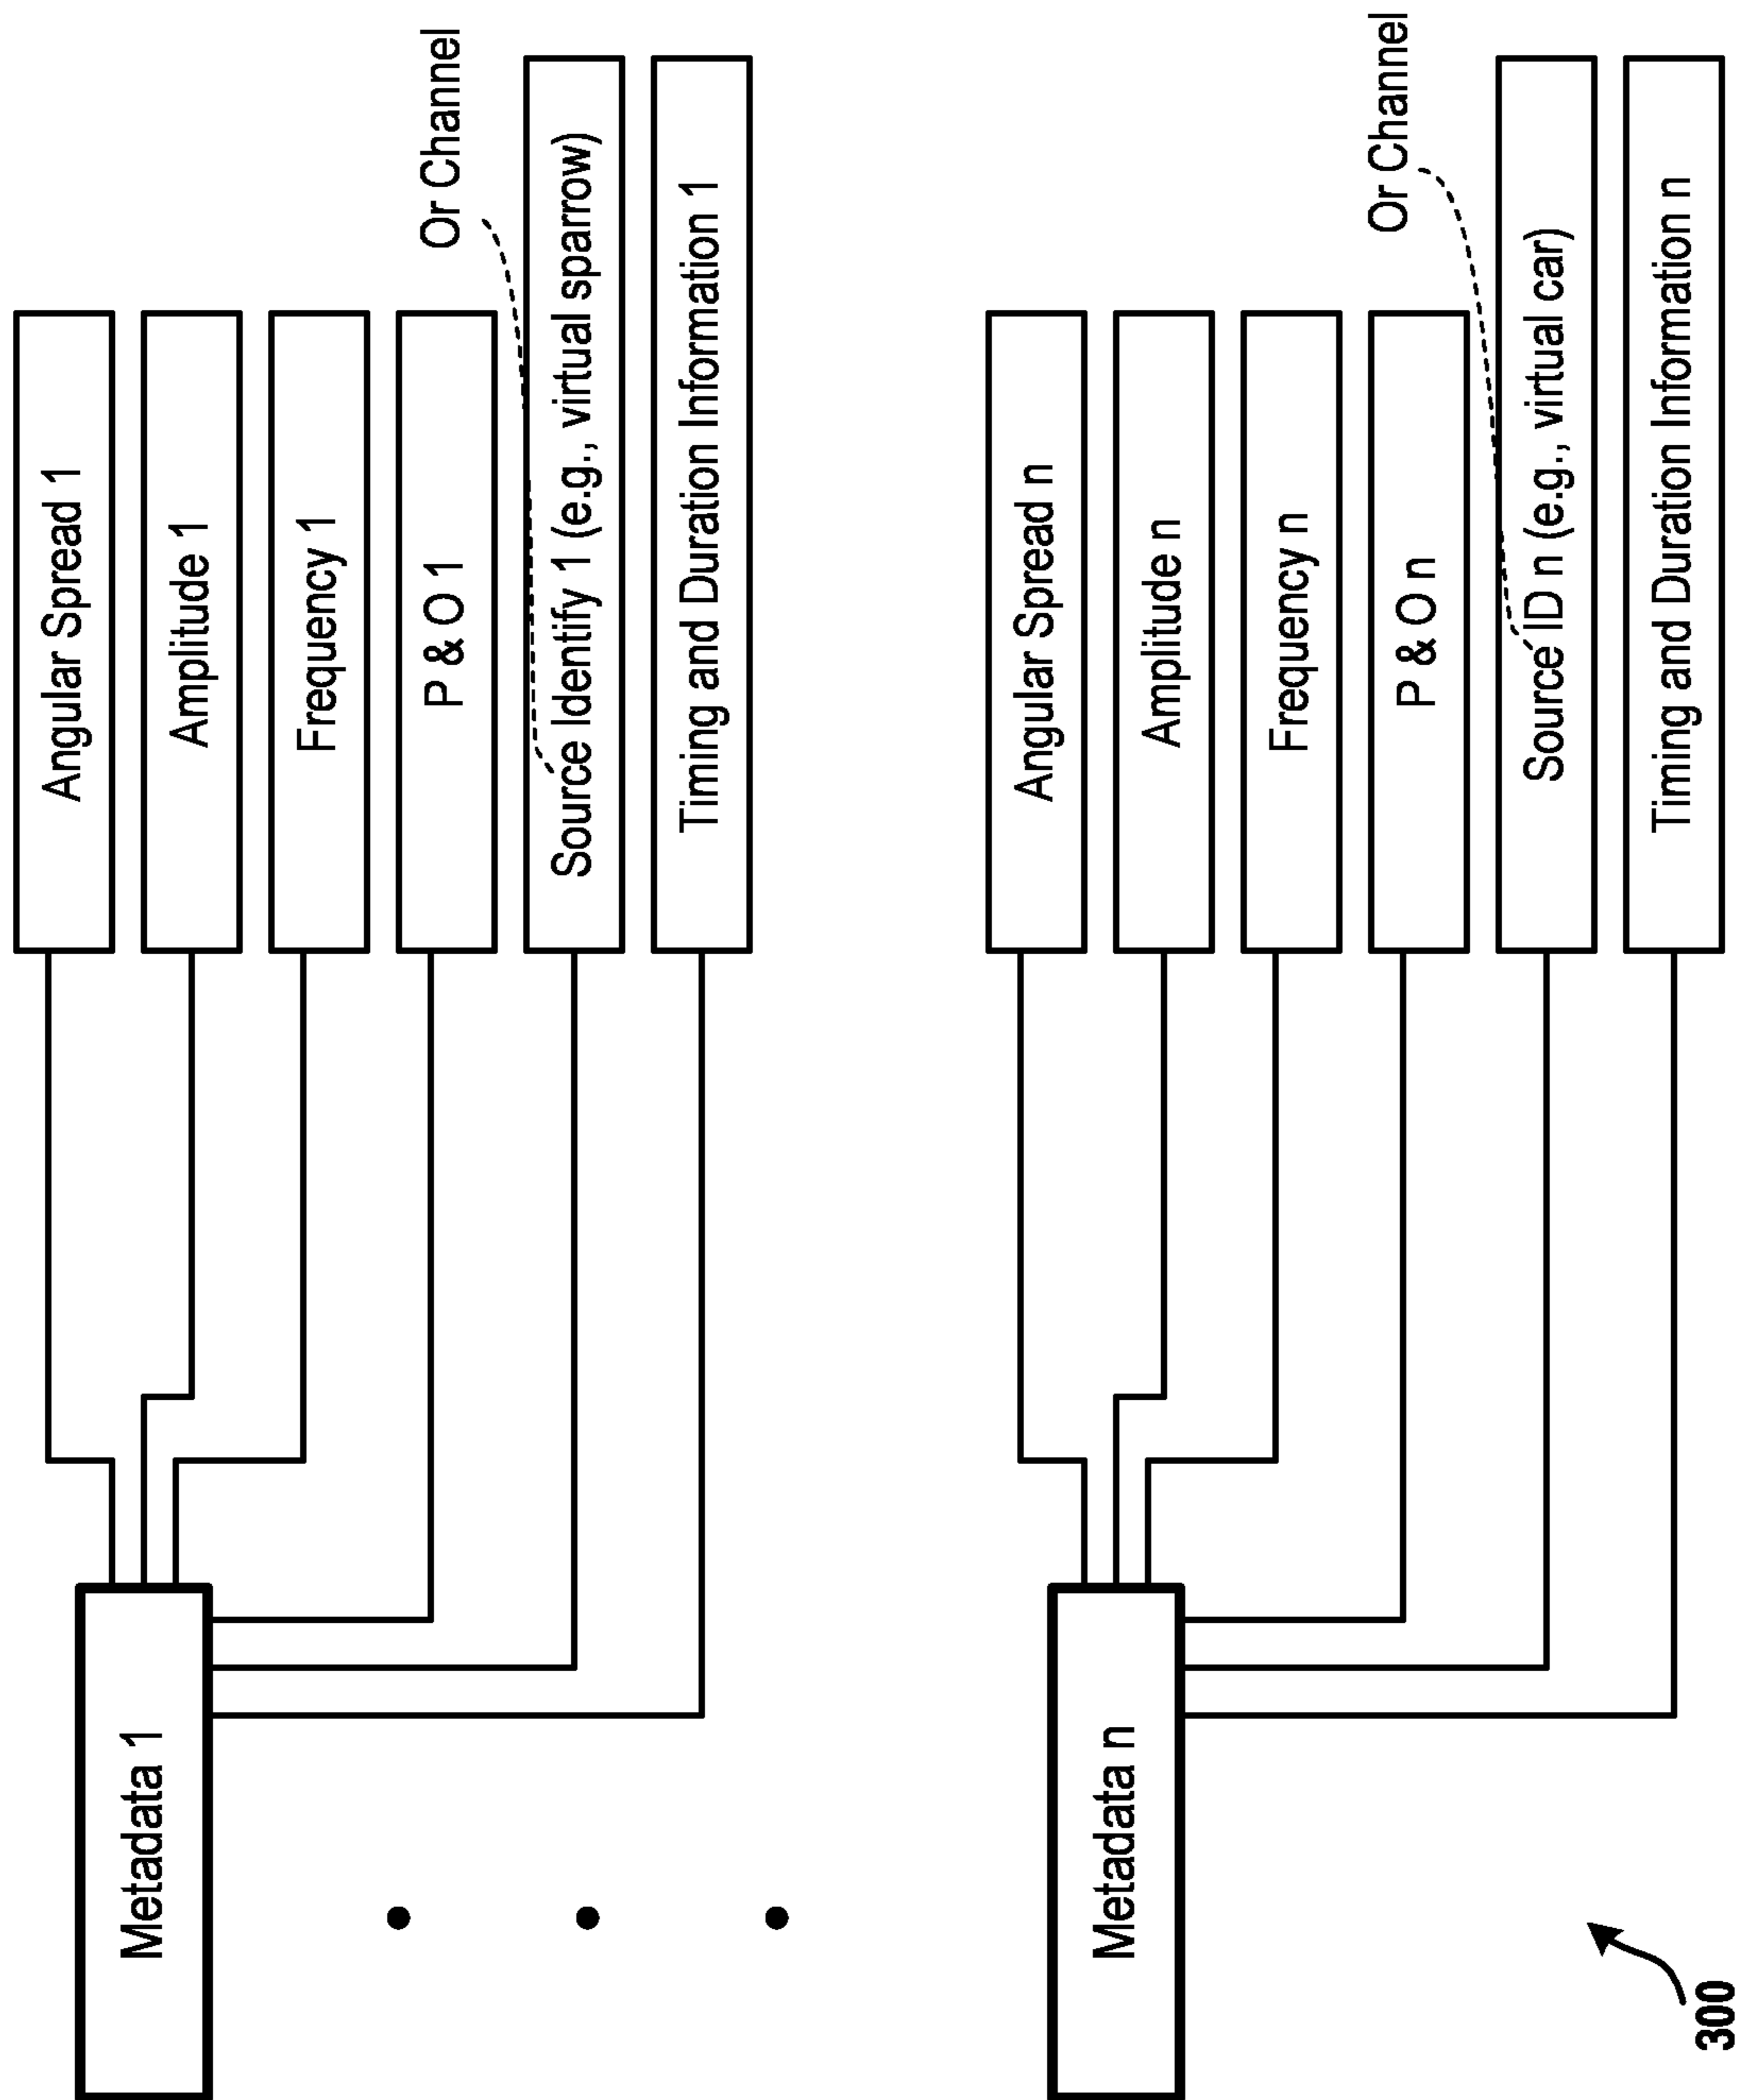 Metadata 1
Angular Spread 1
Amplitude 1
Frequency 1
P & O 1
Or Channel
Source Identify 1 (e.g., virtual sparrow)
Timing and Duration Information 1
Metadata n
Angular Spread n
Amplitude n
Frequency n
P & O n
Or Channel
Source ID n (e.g., virtual car)
Timing and Duration Information n
300